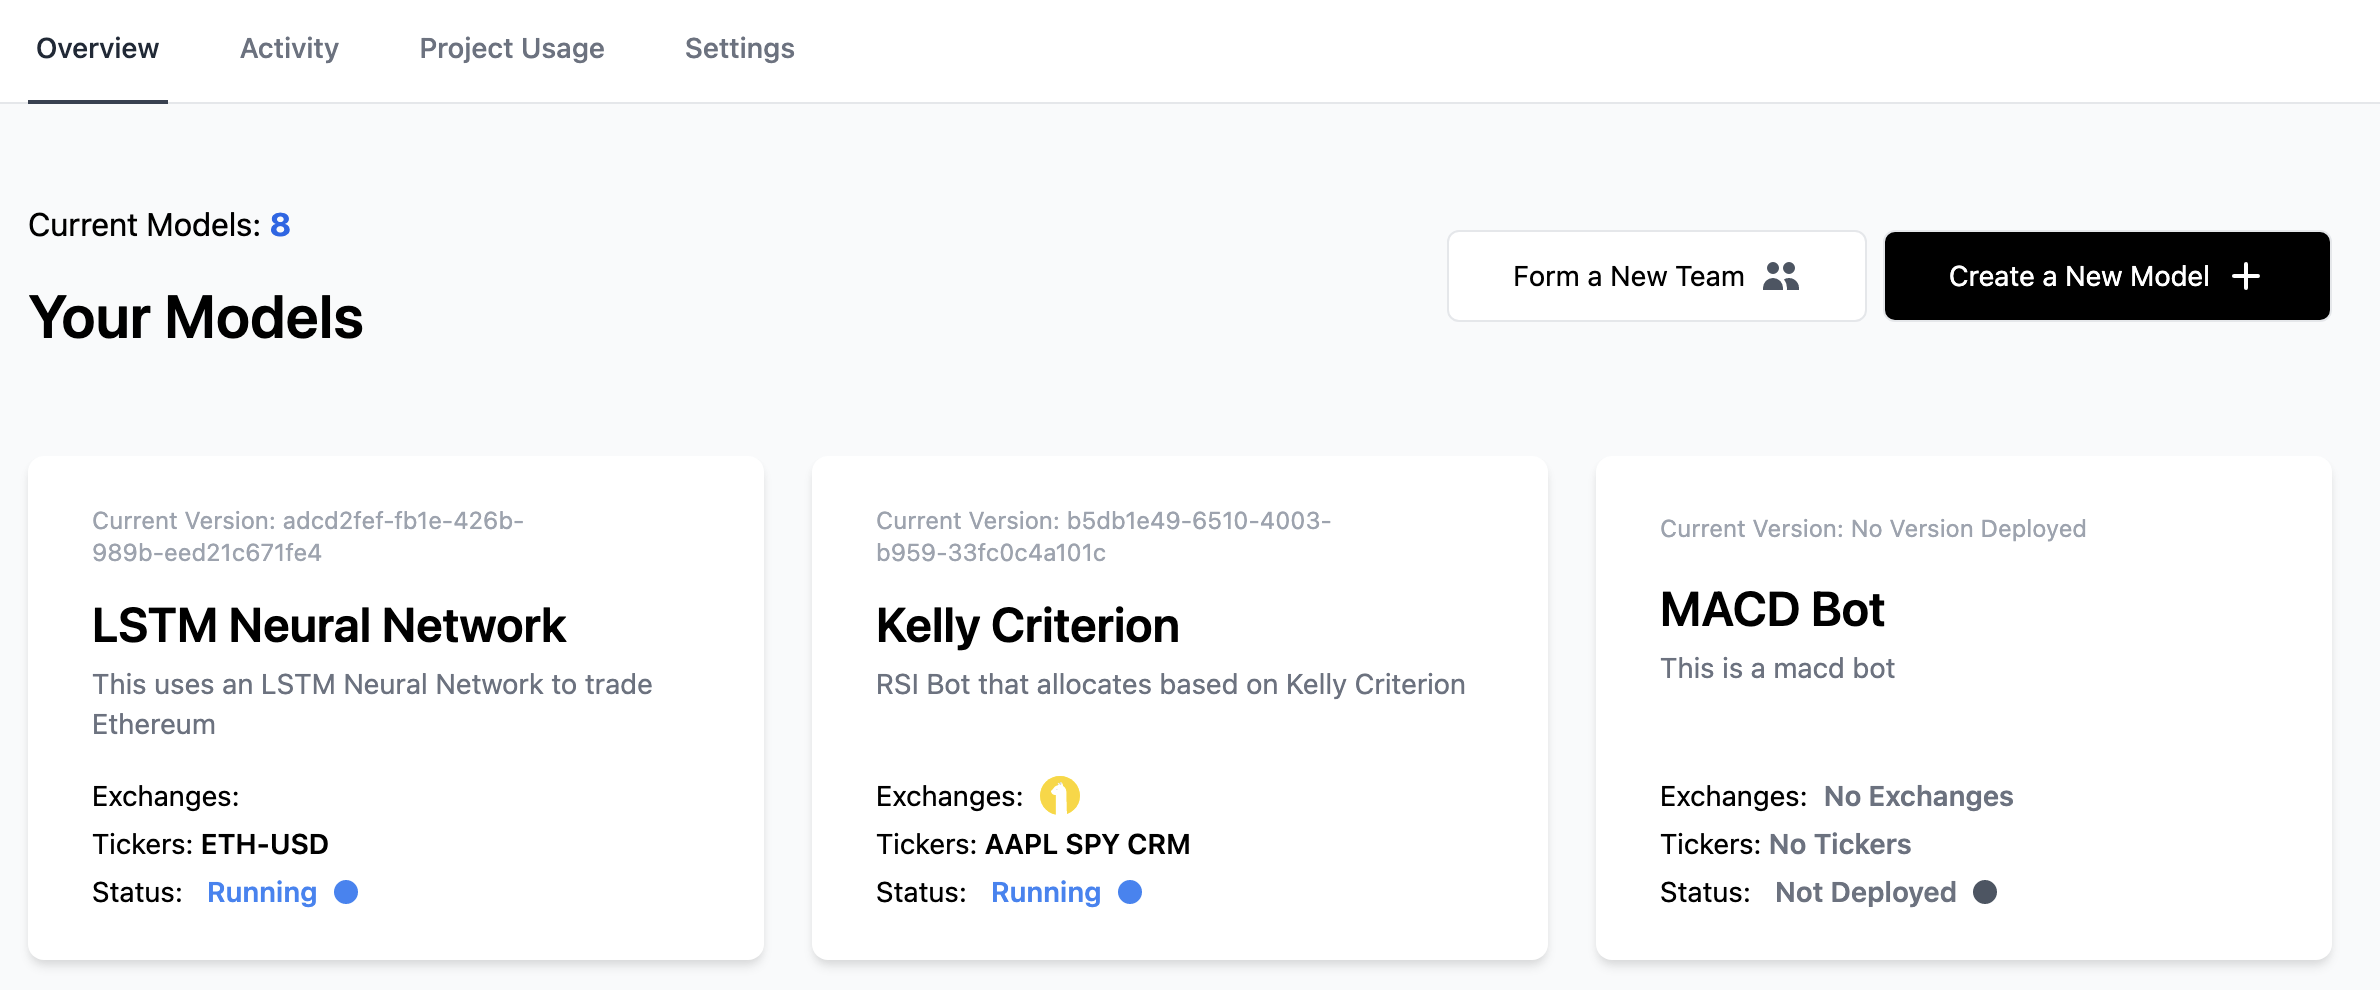 Overview Activity Project Usage Settings
Current Models: 8
Your Models
Form a New Team
Create a New Model
Current Version: adcd2fef-fb1e-426b-
989b-eed21c671fe4
LSTM Neural Network
This uses an LSTM Neural Network to trade
Ethereum
Exchanges:
Tickers: ETH-USD
Status: Running
Current Version: b5db1e49-6510-4003-
b959-33fc0c4a101c
Kelly Criterion
RSI Bot that allocates based on Kelly Criterion
Exchanges:
Tickers: AAPL SPY CRM
Status: Running
Current Version: No Version Deployed
MACD Bot
This is a macd bot
Exchanges: No Exchanges
Tickers: No Tickers
Status: Not Deployed